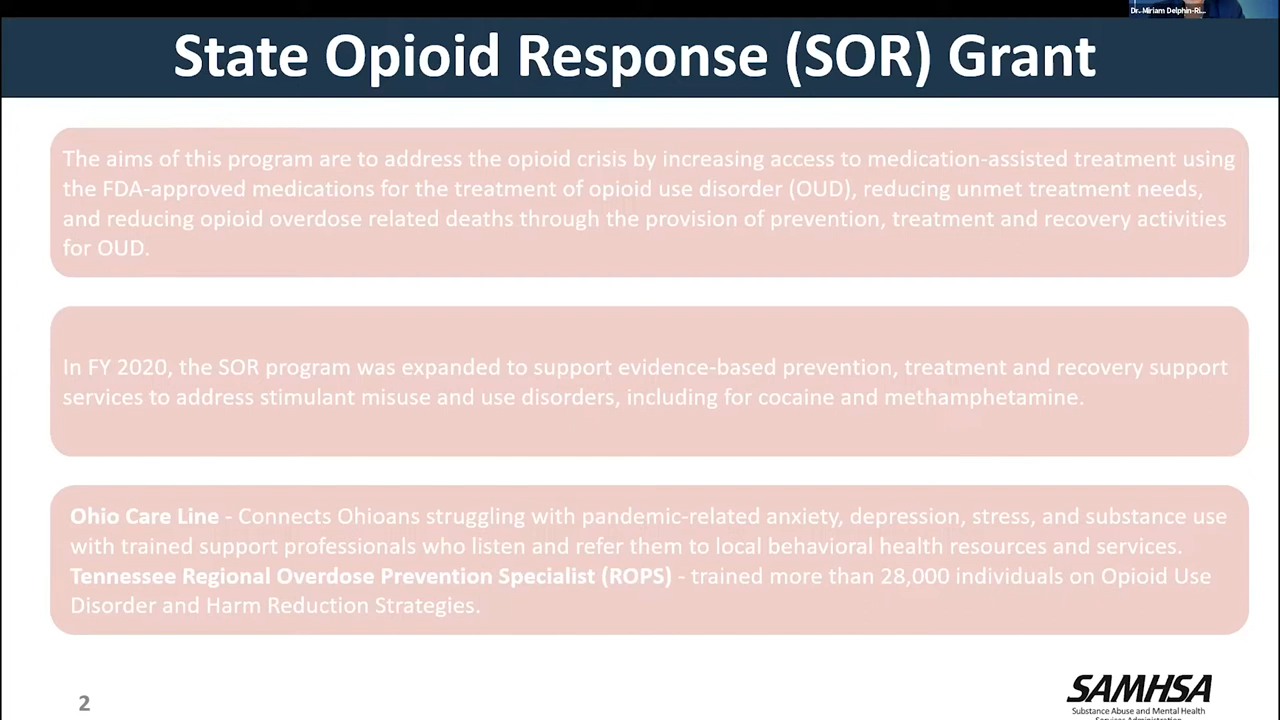 Dr. Miriam Delphin-Ri...
State Opioid Response (SOR) Grant
The aims of this program are to address the opioid crisis by increasing access to medication-assisted treatment using
the FDA-approved medications for the treatment of opioid use disorder (OUD), reducing unmet treatment needs,
and reducing opioid overdose related deaths through the provision of prevention, treatment and recovery activities
for OUD.
In FY 2020, the SOR program was expanded to support evidence-based prevention, treatment and recovery support
services to address stimulant misuse and use disorders, including for cocaine and methamphetamine.
Ohio Care Line - Connects Ohioans struggling with pandemic-related anxiety, depression, stress, and substance use
with trained support professionals who listen and refer them to local behavioral health resources and services.
Tennessee Regional Overdose Prevention Specialist (ROPS) - trained more than 28,000 individuals on Opioid Use
Disorder and Harm Reduction Strategies.
2
SAMHSA
Substance Abuse and Mental Health
Services Administration